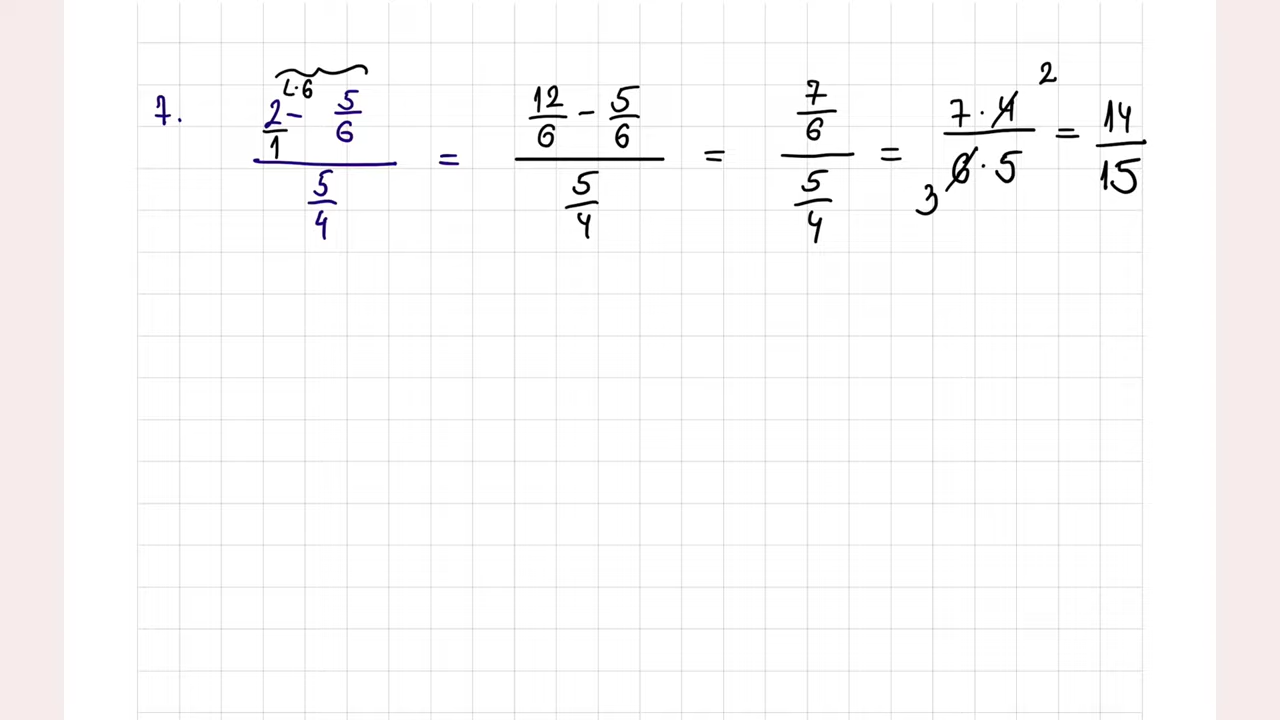 7. (2/1 - 5/6) / (5/4) = (12/6 - 5/6) / (5/4) = (7/6) / (5/4) = (7·4) / (6·5) = 14/15
L·6
2
3